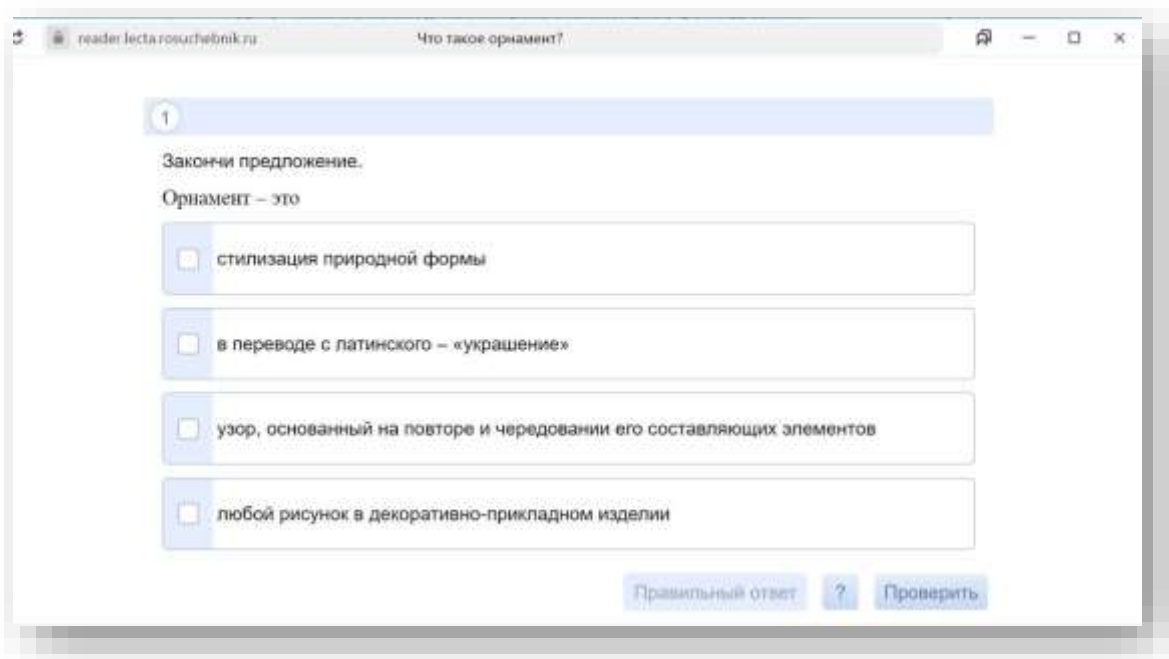 reader.lecta.rosuchebnik.ru Что такое орнамент?
1
Закончи предложение.
Орнамент – это
стилизация природной формы
в переводе с латинского – «украшение»
узор, основанный на повторе и чередовании его составляющих элементов
любой рисунок в декоративно-прикладном изделии
Правильный ответ ? Проверить